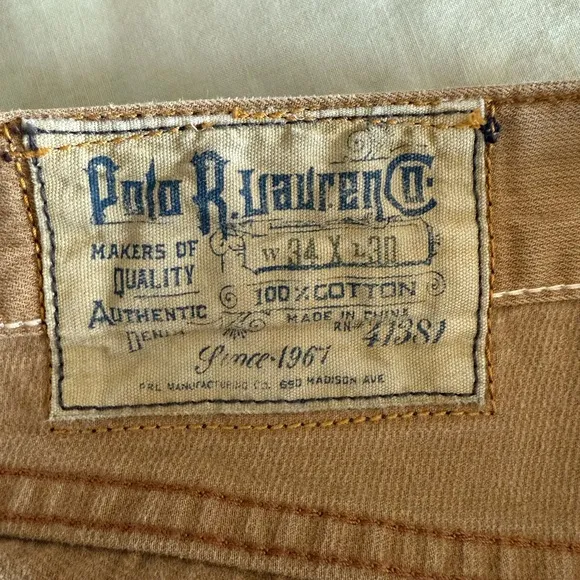 Polo R. Lauren Co.
MAKERS OF
QUALITY
AUTHENTIC
DENIM
W 34 X L 30
100% COTTON
MADE IN CHINA
RN# 41381
Since 1967
PRL MANUFACTURING CO. 650 MADISON AVE